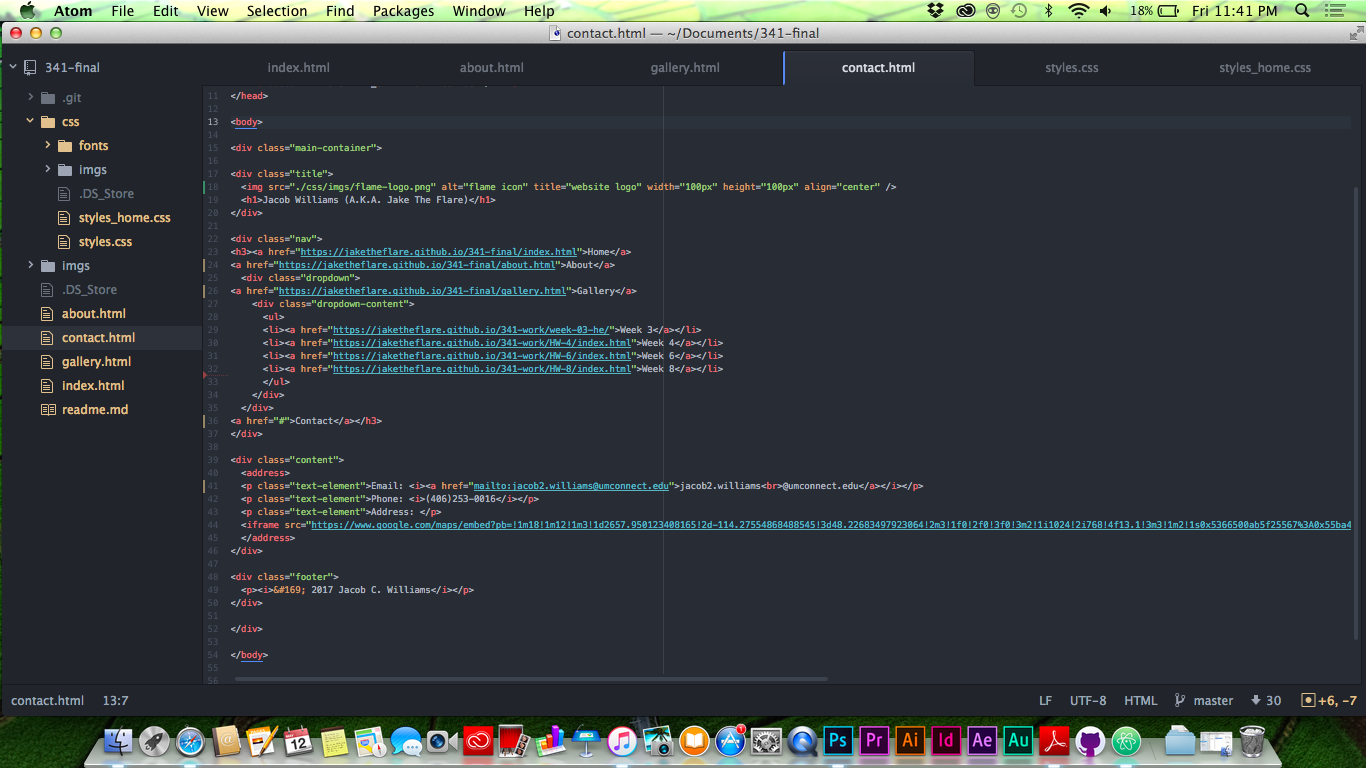 Atom File Edit View Selection Find Packages Window Help 18% Fri 11:41 PM
contact.html — ~/Documents/341-final
341-final
index.html about.html gallery.html contact.html styles.css styles_home.css
.git
css
fonts
imgs
.DS_Store
styles_home.css
styles.css
imgs
.DS_Store
about.html
contact.html
gallery.html
index.html
readme.md
11 </head>
12
13 <body>
14
15 <div class="main-container">
16
17 <div class="title">
18 <img src="./css/imgs/flame-logo.png" alt="flame icon" title="website logo" width="100px" height="100px" align="center" />
19 <h1>Jacob Williams (A.K.A. Jake The Flare)</h1>
20 </div>
21
22 <div class="nav">
23 <h3><a href="https://jaketheflare.github.io/341-final/index.html">Home</a>
24 <a href="https://jaketheflare.github.io/341-final/about.html">About</a>
25 <div class="dropdown">
26 <a href="https://jaketheflare.github.io/341-final/gallery.html">Gallery</a>
27 <div class="dropdown-content">
28 <ul>
29 <li><a href="https://jaketheflare.github.io/341-work/week-03-he/">Week 3</a></li>
30 <li><a href="https://jaketheflare.github.io/341-work/HW-4/index.html">Week 4</a></li>
31 <li><a href="https://jaketheflare.github.io/341-work/HW-6/index.html">Week 6</a></li>
32 <li><a href="https://jaketheflare.github.io/341-work/HW-8/index.html">Week 8</a></li>
33 </ul>
34 </div>
35 </div>
36 <a href="#">Contact</a></h3>
37 </div>
38
39 <div class="content">
40 <address>
41 <p class="text-element">Email: <i><a href="mailto:jacob2.williams@umconnect.edu">jacob2.williams<br>@umconnect.edu</a></i></p>
42 <p class="text-element">Phone: <i>(406)253-0016</i></p>
43 <p class="text-element">Address: </p>
44 <iframe src="https://www.google.com/maps/embed?pb=!1m18!1m12!1m3!1d2657.950123408165!2d-114.27554868488545!3d48.22683497923064!2m3!1f0!2f0!3f0!3m2!1i1024!2i768!4f13.1!3m3!1m2!1s0x5366500ab5f25567%3A0x55ba4
45 </address>
46 </div>
47
48 <div class="footer">
49 <p><i>&#169; 2017 Jacob C. Williams</i></p>
50 </div>
51
52 </div>
53
54 </body>
55
56
contact.html 13:7 LF UTF-8 HTML master 30 +6, -7
MAY
12
1
Ps Pr Ai Id Ae Au